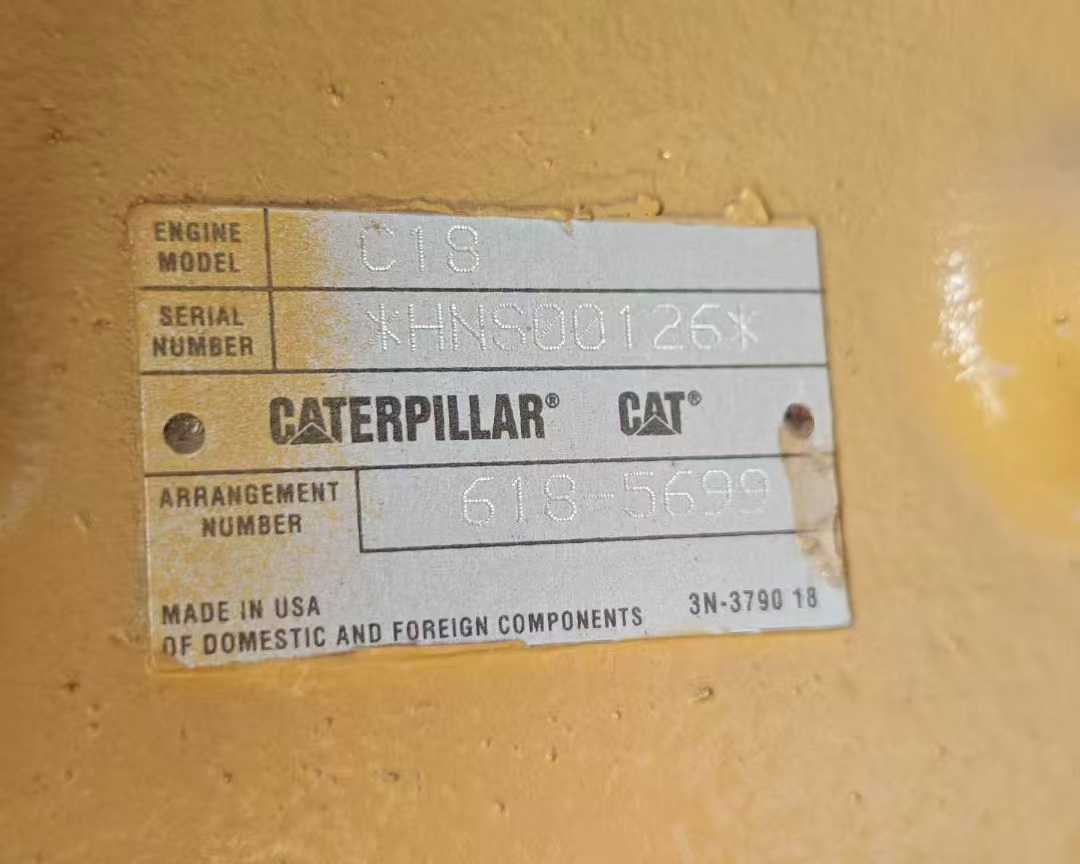 ENGINE MODEL C18
SERIAL NUMBER *HNS00126*
CATERPILLAR® CAT®
ARRANGEMENT NUMBER 618-5699
MADE IN USA
OF DOMESTIC AND FOREIGN COMPONENTS 3N-3790 18